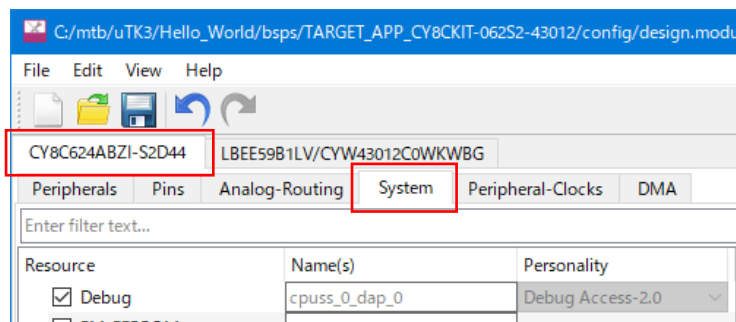 C:/mtb/uTK3/Hello_World/bsps/TARGET_APP_CY8CKIT-062S2-43012/config/design.modu
File Edit View Help
CY8C624ABZI-S2D44 LBEE59B1LV/CYW43012C0WKWBG
Peripherals Pins Analog-Routing System Peripheral-Clocks DMA
Enter filter text...
Resource Name(s) Personality
Debug cpuss_0_dap_0 Debug Access-2.0